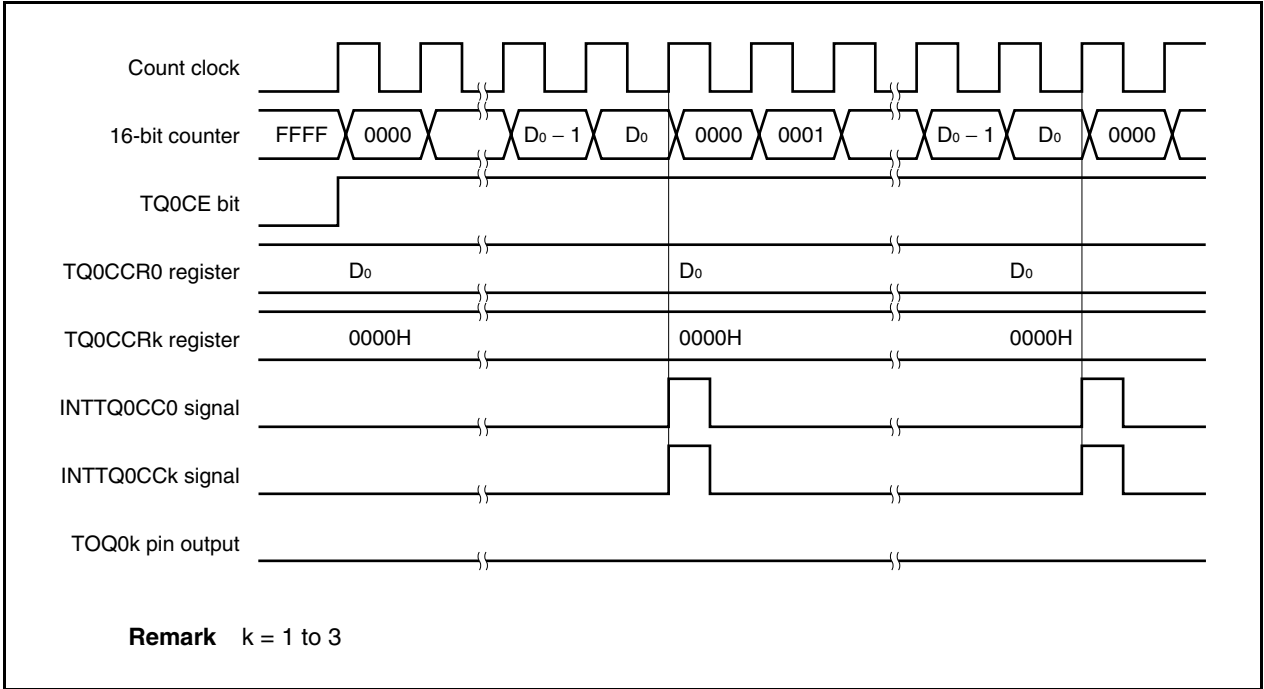 Count clock
16-bit counter FFFF 0000 D0 – 1 D0 0000 0001 D0 – 1 D0 0000
TQ0CE bit
TQ0CCR0 register D0 D0 D0
TQ0CCRk register 0000H 0000H 0000H
INTTQ0CC0 signal
INTTQ0CCk signal
TOQ0k pin output
Remark k = 1 to 3